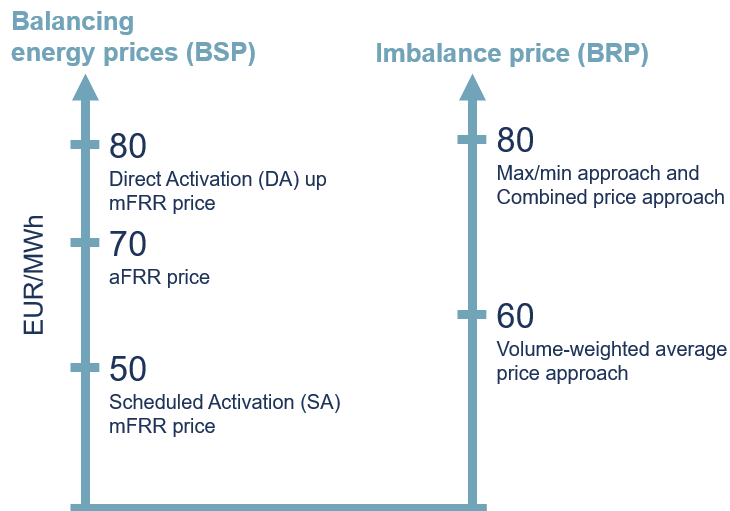 Balancing
energy prices (BSP)
EUR/MWh
80
Direct Activation (DA) up
mFRR price
70
aFRR price
50
Scheduled Activation (SA)
mFRR price
Imbalance price (BRP)
80
Max/min approach and
Combined price approach
60
Volume-weighted average
price approach